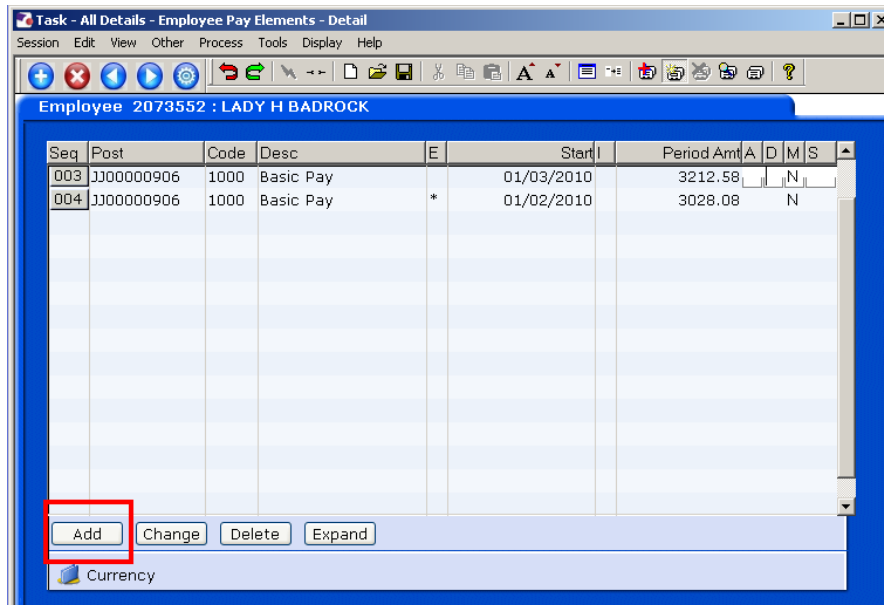 Task - All Details - Employee Pay Elements - Detail
Session Edit View Other Process Tools Display Help
Employee 2073552 : LADY H BADROCK
Seq Post Code Desc E Start I Period Amt A D M S
003 JJ00000906 1000 Basic Pay 01/03/2010 3212.58 N
004 JJ00000906 1000 Basic Pay * 01/02/2010 3028.08 N
Add Change Delete Expand
Currency